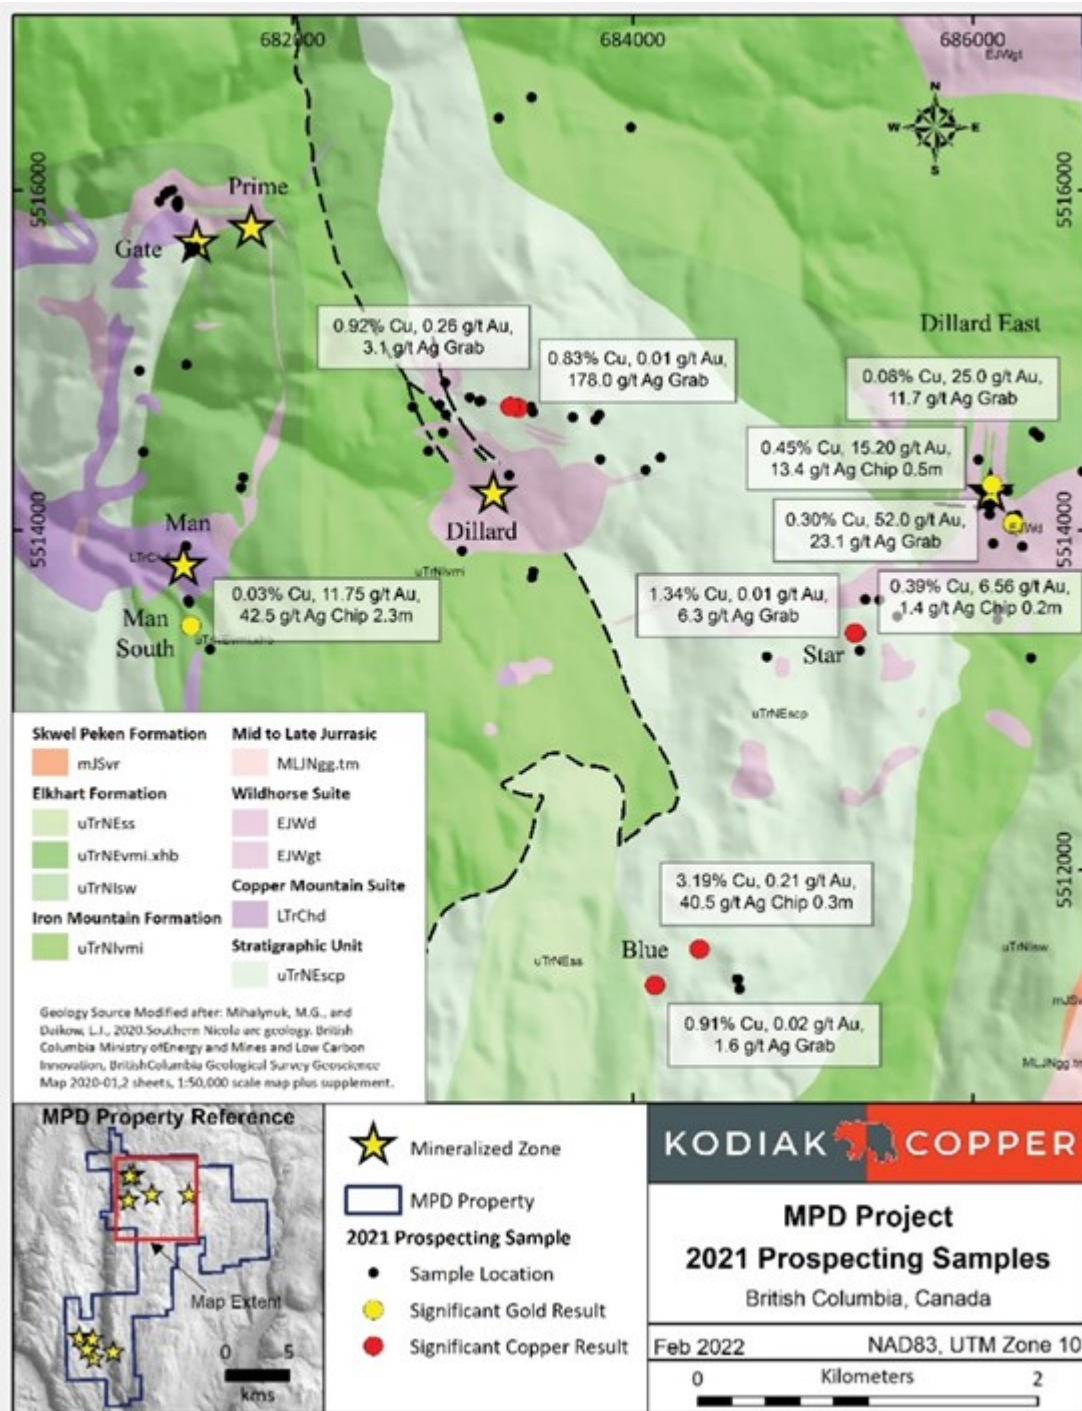 682000
684000
686000
EJWgt
N
W
E
S
5516000
5516000
Prime
Gate
Dillard East
0.92% Cu, 0.26 g/t Au,
3.1 g/t Ag Grab
0.83% Cu, 0.01 g/t Au,
178.0 g/t Ag Grab
0.08% Cu, 25.0 g/t Au,
11.7 g/t Ag Grab
0.45% Cu, 15.20 g/t Au,
13.4 g/t Ag Chip 0.5m
0.30% Cu, 52.0 g/t Au,
23.1 g/t Ag Grab
EJWd
5514000
5514000
Man
Dillard
uTrNIvmi
0.03% Cu, 11.75 g/t Au,
42.5 g/t Ag Chip 2.3m
1.34% Cu, 0.01 g/t Au,
6.3 g/t Ag Grab
0.39% Cu, 6.56 g/t Au,
1.4 g/t Ag Chip 0.2m
Man
South
Star
uTrNEscp
Skwel Peken Formation
mJSvr
Elkhart Formation
uTrNEss
uTrNEvmi.xhb
uTrNIsw
Iron Mountain Formation
uTrNIvmi
Mid to Late Jurrasic
MLJNgg.tm
Wildhorse Suite
EJWd
EJWgt
Copper Mountain Suite
LTrChd
Stratigraphic Unit
uTrNEscp
5512000
3.19% Cu, 0.21 g/t Au,
40.5 g/t Ag Chip 0.3m
Blue
uTrNEss
uTrNIsw
0.91% Cu, 0.02 g/t Au,
1.6 g/t Ag Grab
MLJNgg.tm
Geology Source Modified after: Mihalynuk, M.G., and
Daikow, L.J., 2020.Southern Nicola arc geology. British
Columbia Ministry ofEnergy and Mines and Low Carbon
Innovation, BritishColumbia Geological Survey Geoscience
Map 2020-01,2 sheets, 1:50,000 scale map plus supplement.
MPD Property Reference
Map Extent
0 5
kms
Mineralized Zone
MPD Property
2021 Prospecting Sample
Sample Location
Significant Gold Result
Significant Copper Result
KODIAK COPPER
MPD Project
2021 Prospecting Samples
British Columbia, Canada
Feb 2022
NAD83, UTM Zone 10
0 Kilometers 2